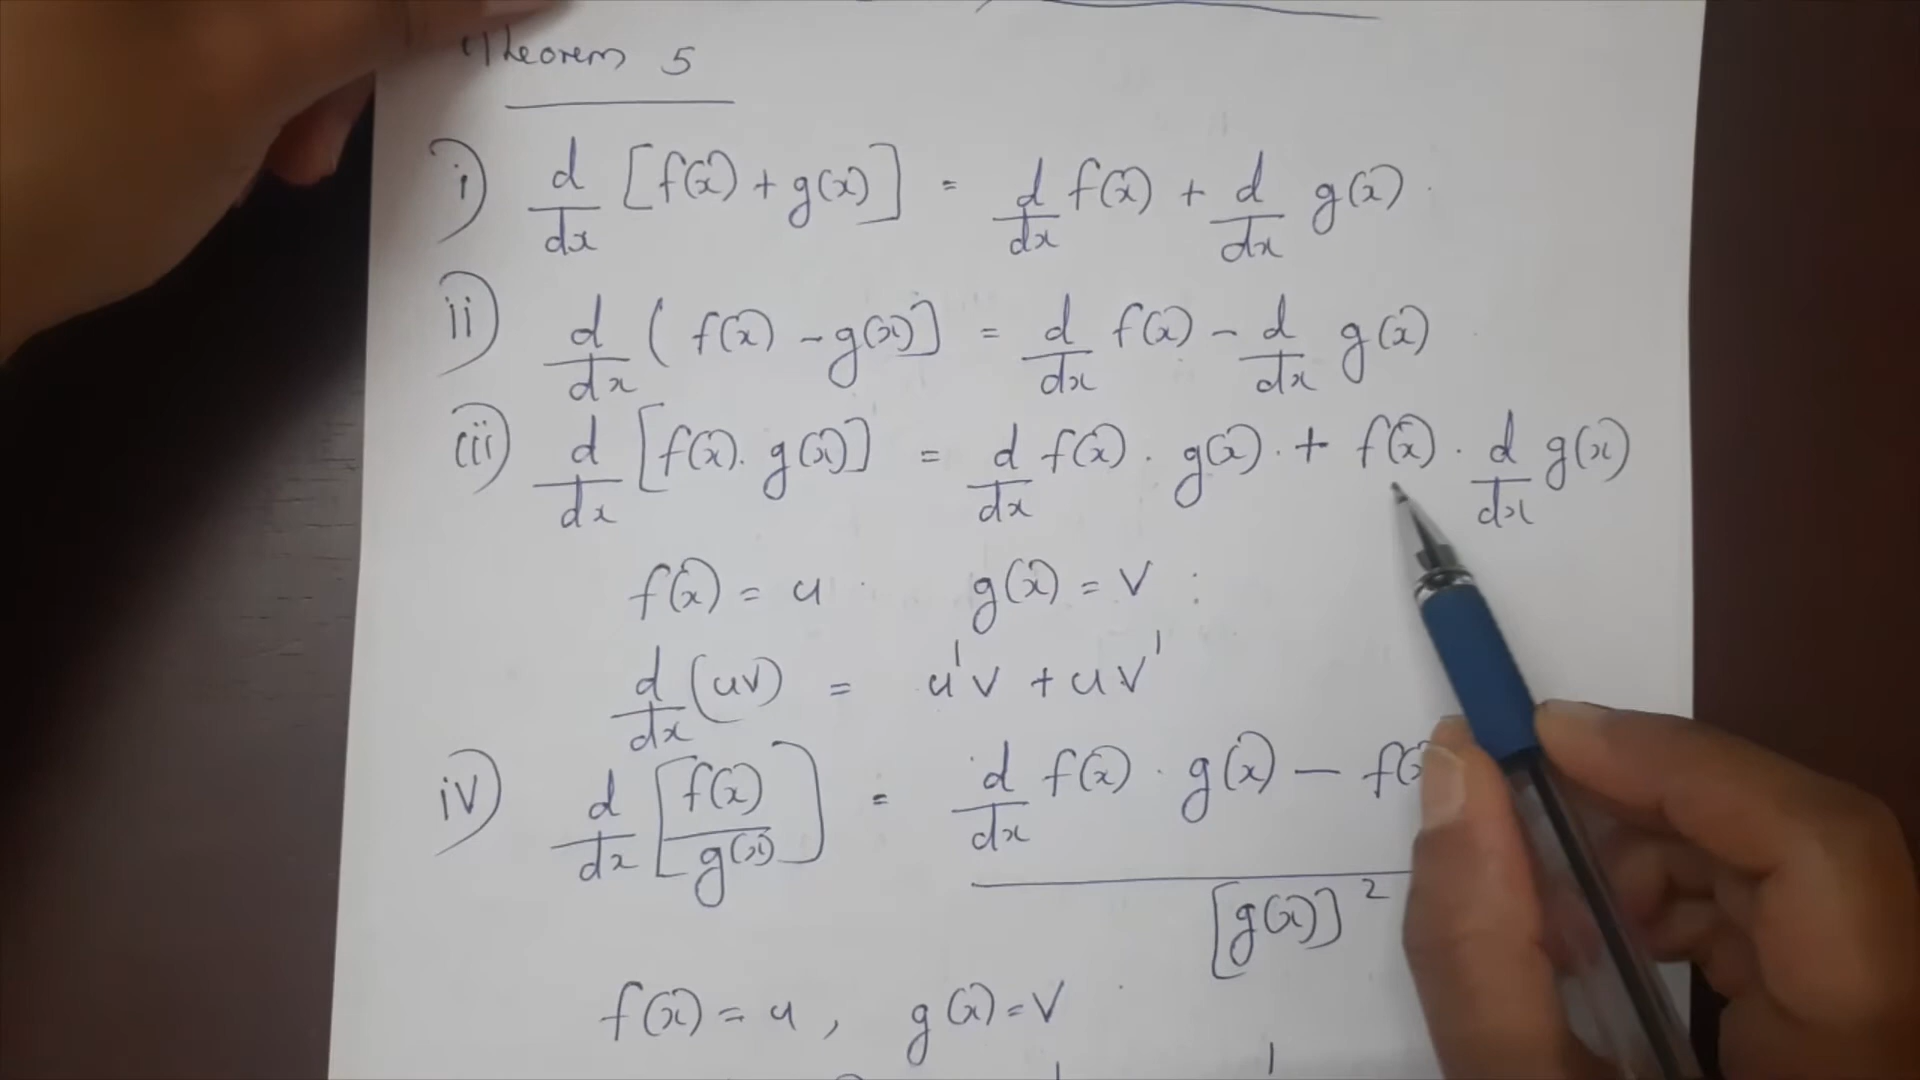 Theorem 5
i) d/dx [f(x) + g(x)] = d/dx f(x) + d/dx g(x).
ii) d/dx ( f(x) - g(x)] = d/dx f(x) - d/dx g(x)
iii) d/dx [f(x). g(x)] = d/dx f(x) . g(x) . + f(x) . d/dx g(x)
f(x) = u g(x) = v :
d/dx (uv) = u'v + uv'
iv) d/dx [f(x)/g(x)] = d/dx f(x) . g(x) - f(x)
[g(x)]²
f(x) = u , g(x) = v